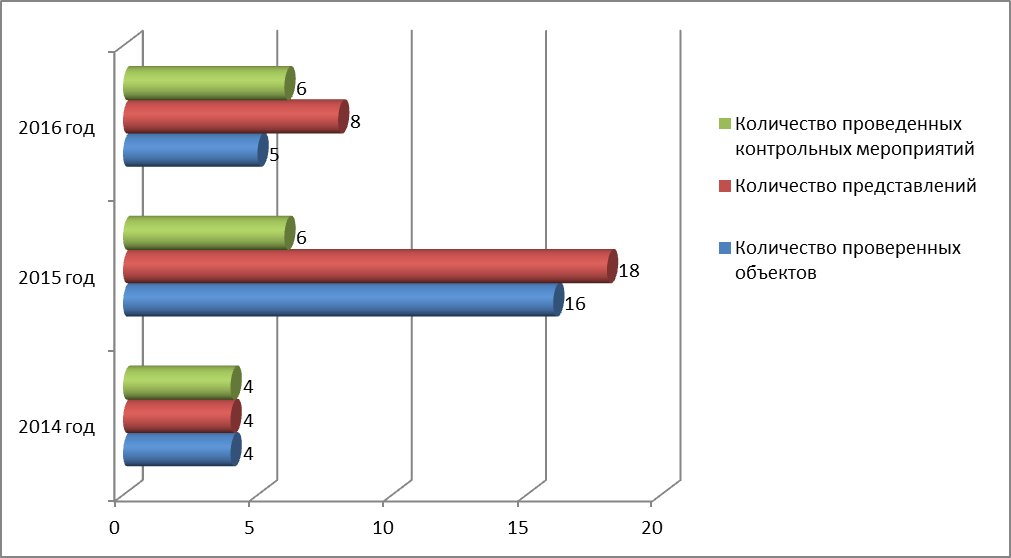 2016 год
6
8
5
2015 год
6
18
16
2014 год
4
4
4
0 5 10 15 20
Количество проведенных
контрольных мероприятий
Количество представлений
Количество проверенных
объектов